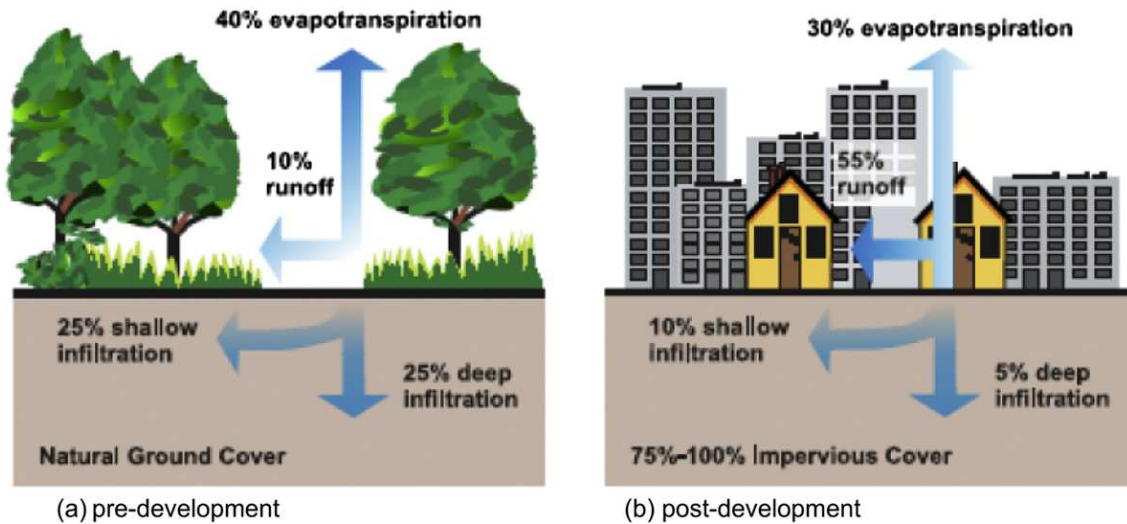 40% evapotranspiration
10%
runoff
25% shallow
infiltration
25% deep
infiltration
Natural Ground Cover
(a) pre-development
30% evapotranspiration
55%
runoff
10% shallow
infiltration
5% deep
infiltration
75%-100% Impervious Cover
(b) post-development